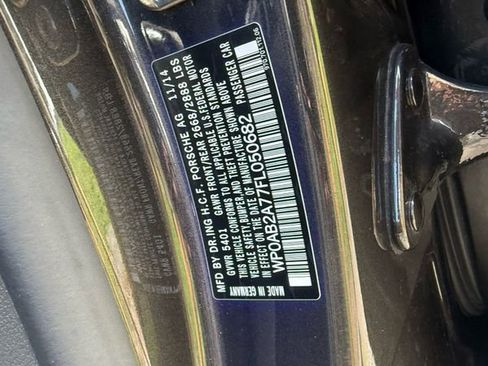 MFD BY DR.ING H.C.F. PORSCHE AG 11/14
GVWR 5401 GAWR FRONT/REAR 2668/2888 LBS
THIS VEHICLE CONFORMS TO ALL APPLICABLE U.S.FEDERAL MOTOR
VEHICLE SAFETY, BUMPER AND THEFT PREVENTION STANDARDS
IN EFFECT ON THE DATE OF MANUFACTURE SHOWN ABOVE
WP0AB2A77FL050682 PASSENGER CAR
MADE IN GERMANY